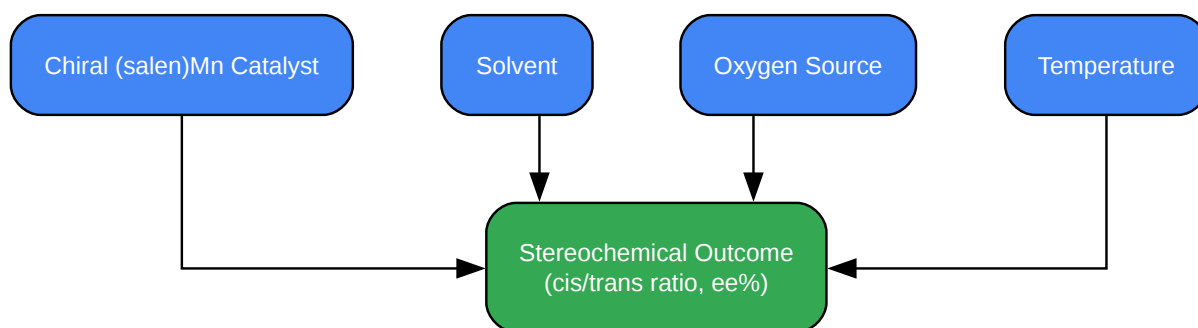 Chiral (salen)Mn Catalyst
Solvent
Oxygen Source
Temperature
Stereochemical Outcome
(cis/trans ratio, ee%)